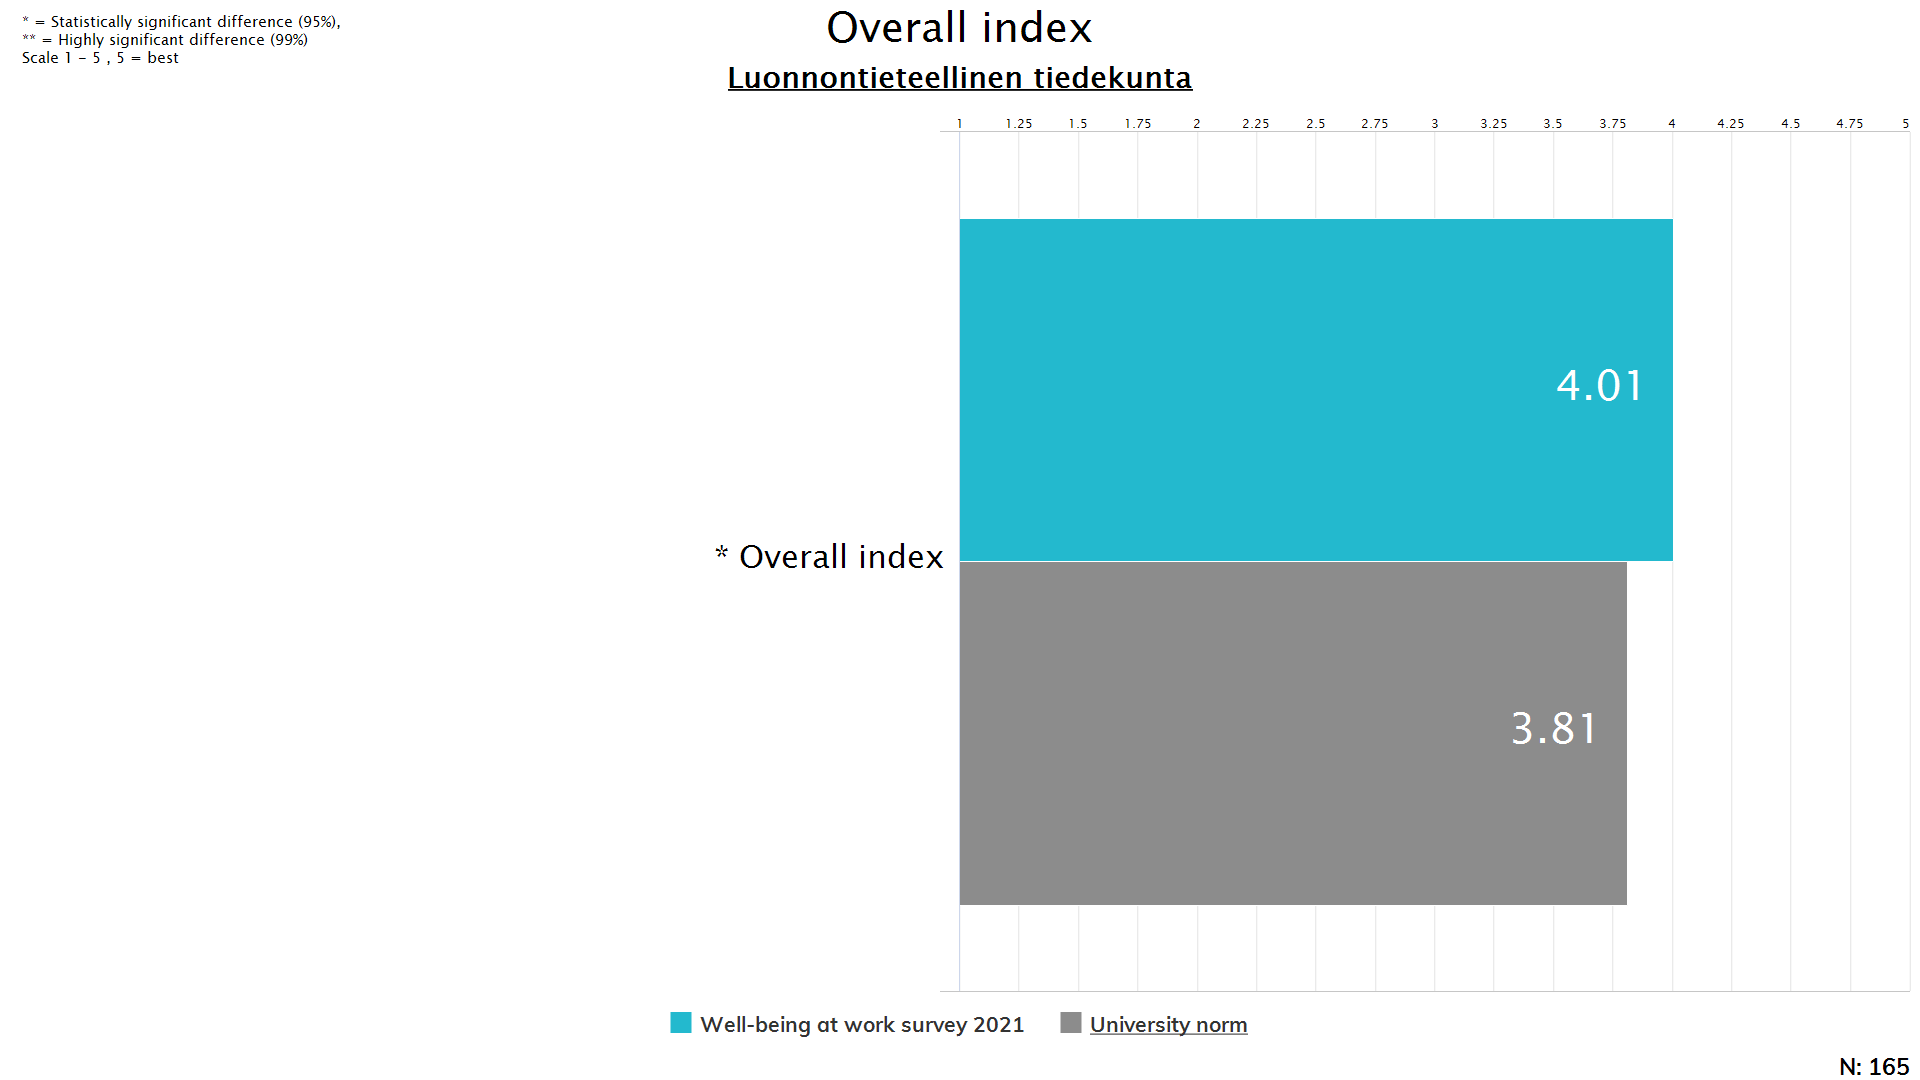 * = Statistically significant difference (95%),
** = Highly significant difference (99%)
Scale 1 - 5 , 5 = best
Overall index
Luonnontieteellinen tiedekunta
1 1.25 1.5 1.75 2 2.25 2.5 2.75 3 3.25 3.5 3.75 4 4.25 4.5 4.75 5
4.01
* Overall index
3.81
Well-being at work survey 2021 University norm
N: 165